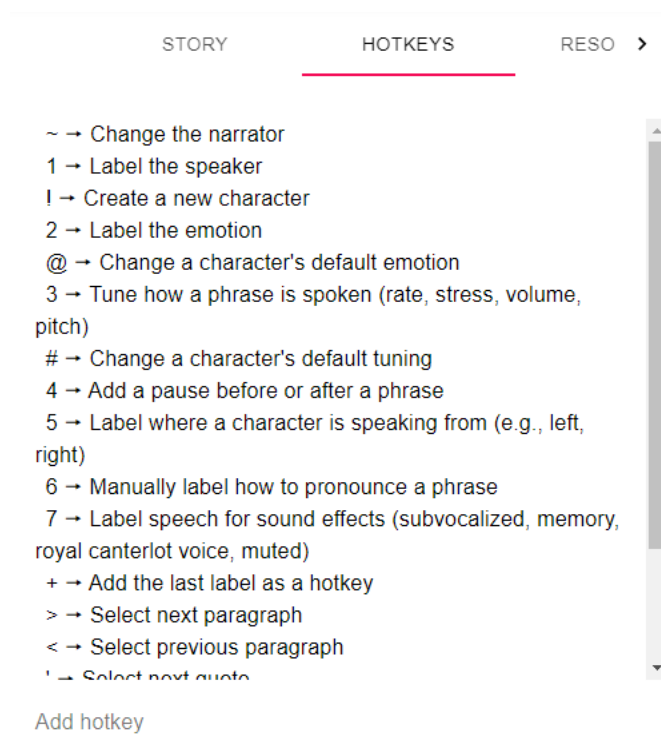 STORY HOTKEYS RESO
~ → Change the narrator
1 → Label the speaker
! → Create a new character
2 → Label the emotion
@ → Change a character's default emotion
3 → Tune how a phrase is spoken (rate, stress, volume,
pitch)
# → Change a character's default tuning
4 → Add a pause before or after a phrase
5 → Label where a character is speaking from (e.g., left,
right)
6 → Manually label how to pronounce a phrase
7 → Label speech for sound effects (subvocalized, memory,
royal canterlot voice, muted)
+ → Add the last label as a hotkey
> → Select next paragraph
< → Select previous paragraph
' → Select next quote
Add hotkey